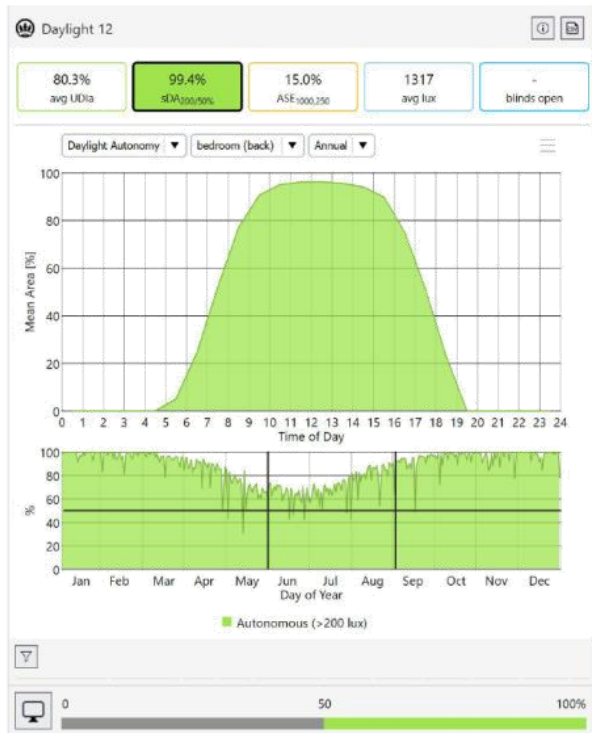 Daylight 12
80.3% 99.4% 15.0% 1317 -
avg UDIa sDA200/50% ASE1000,250 avg lux blinds open
Daylight Autonomy bedroom (back) Annual
100
80
60
40
20
0
Mean Area [%]
0 1 2 3 4 5 6 7 8 9 10 11 12 13 14 15 16 17 18 19 20 21 22 23 24
Time of Day
100
80
60
40
20
0
%
Jan Feb Mar Apr May Jun Jul Aug Sep Oct Nov Dec
Day of Year
Autonomous (>200 lux)
0 50 100%